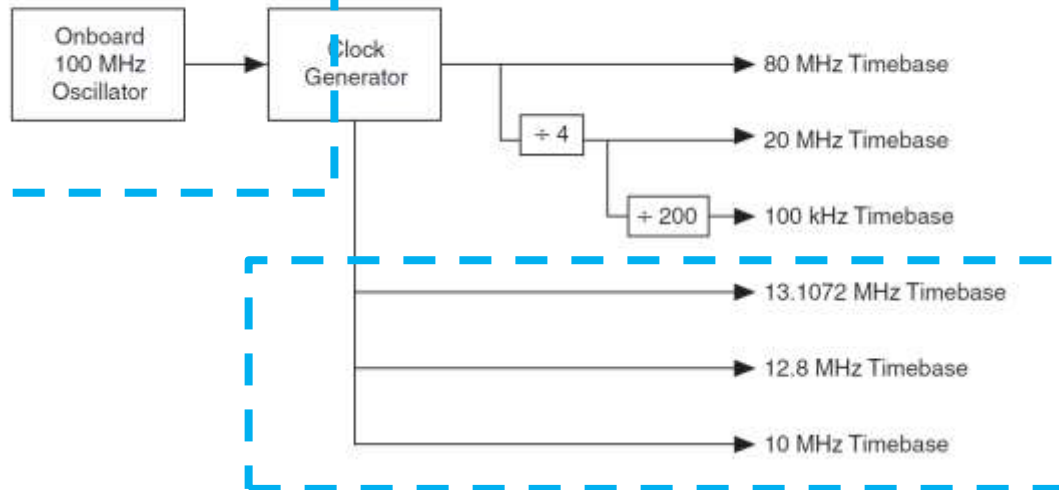 Onboard
100 MHz
Oscillator
Clock
Generator
80 MHz Timebase
÷ 4
20 MHz Timebase
÷ 200
100 kHz Timebase
13.1072 MHz Timebase
12.8 MHz Timebase
10 MHz Timebase